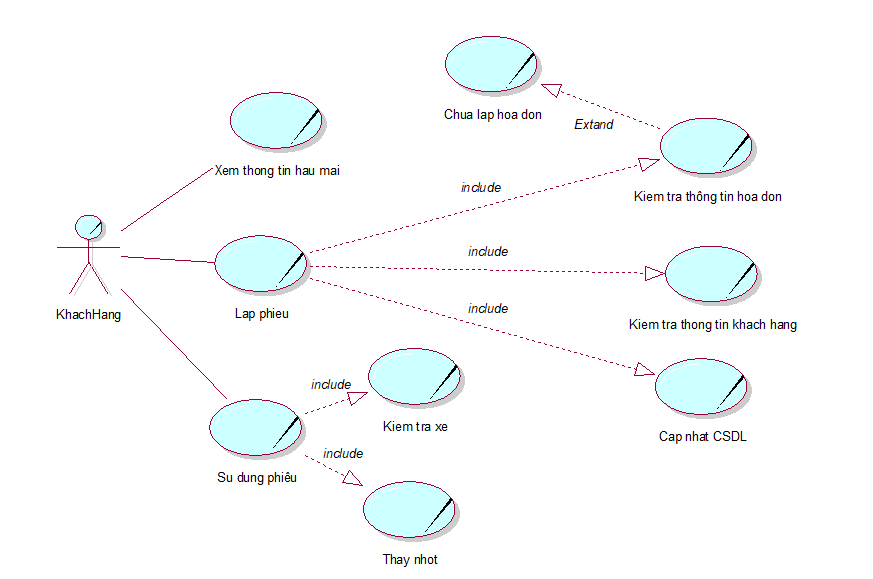 Chua lap hoa don
Extand
Xem thong tin hau mai
include
Kiem tra thông tin hoa don
include
KhachHang
Lap phieu
include
Kiem tra thong tin khach hang
include
Kiem tra xe
Cap nhat CSDL
include
Su dung phiêu
Thay nhot